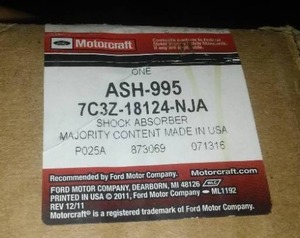 Ford
Motorcraft
ONE
ASH-995
7C3Z-18124-NJA
SHOCK ABSORBER
MAJORITY CONTENT MADE IN USA
P025A 873069 071316
Recommended by Ford Motor Company. Motorcraft.com
FORD MOTOR COMPANY, DEARBORN, MI 48126
PRINTED IN USA © 2011, Ford Motor Company • ML1192
REV 12/11
Motorcraft® is a registered trademark of Ford Motor Company.